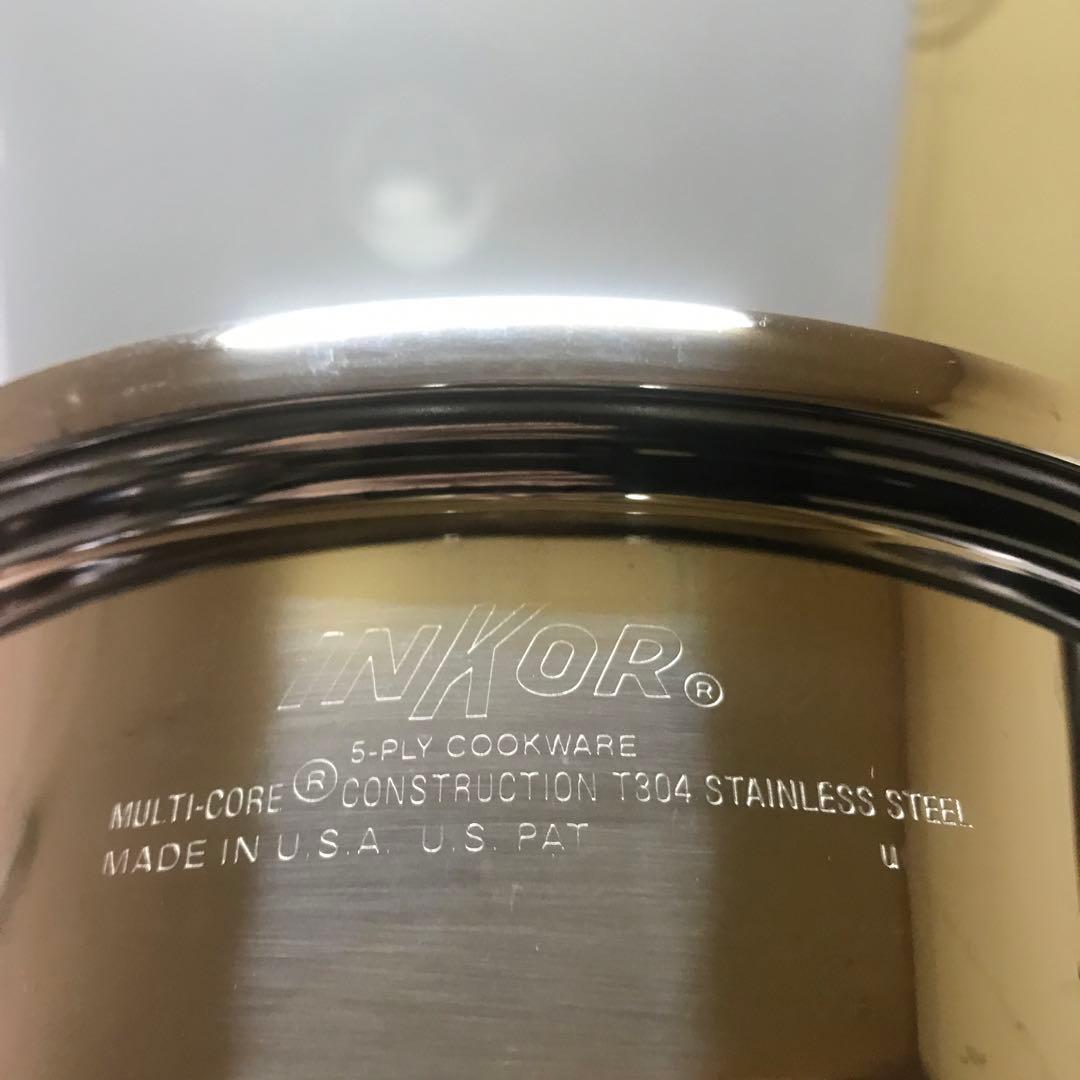 INKOR®
5-PLY COOKWARE
MULTI-CORE® CONSTRUCTION T304 STAINLESS STEEL
MADE IN U.S.A. U.S. PAT
u